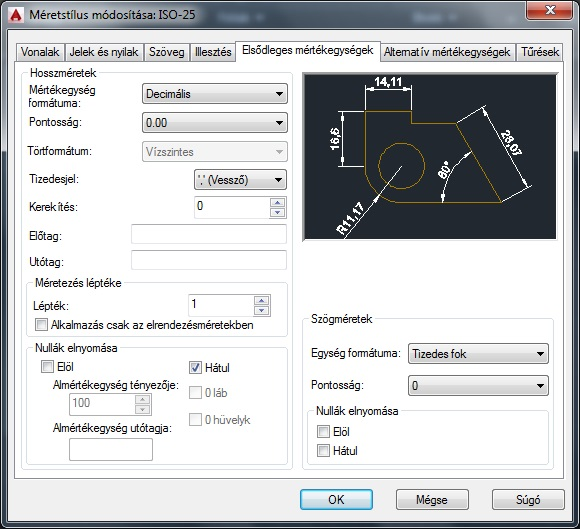 Méretstílus módosítása: ISO-25
Vonalak
Jelek és nyilak
Szöveg
Illesztés
Elsődleges mértékegységek
Alternatív mértékegységek
Tűrések
Hosszméretek
Mértékegység formátuma:
Decimális
Pontosság:
0.00
Törtformátum:
Vízszintes
Tizedesjel:
',' (Vessző)
Kerekítés:
0
Előtag:
Utótag:
Méretezés léptéke
Lépték:
1
Alkalmazás csak az elrendezésméretekben
Nullák elnyomása
Elöl
Hátul
Almértékegység tényezője:
100
0 láb
0 hüvelyk
Almértékegység utótagja:
14,11
16,6
28,07
60°
R11,17
Szögméretek
Egység formátuma:
Tizedes fok
Pontosság:
0
Nullák elnyomása
Elöl
Hátul
OK
Mégse
Súgó